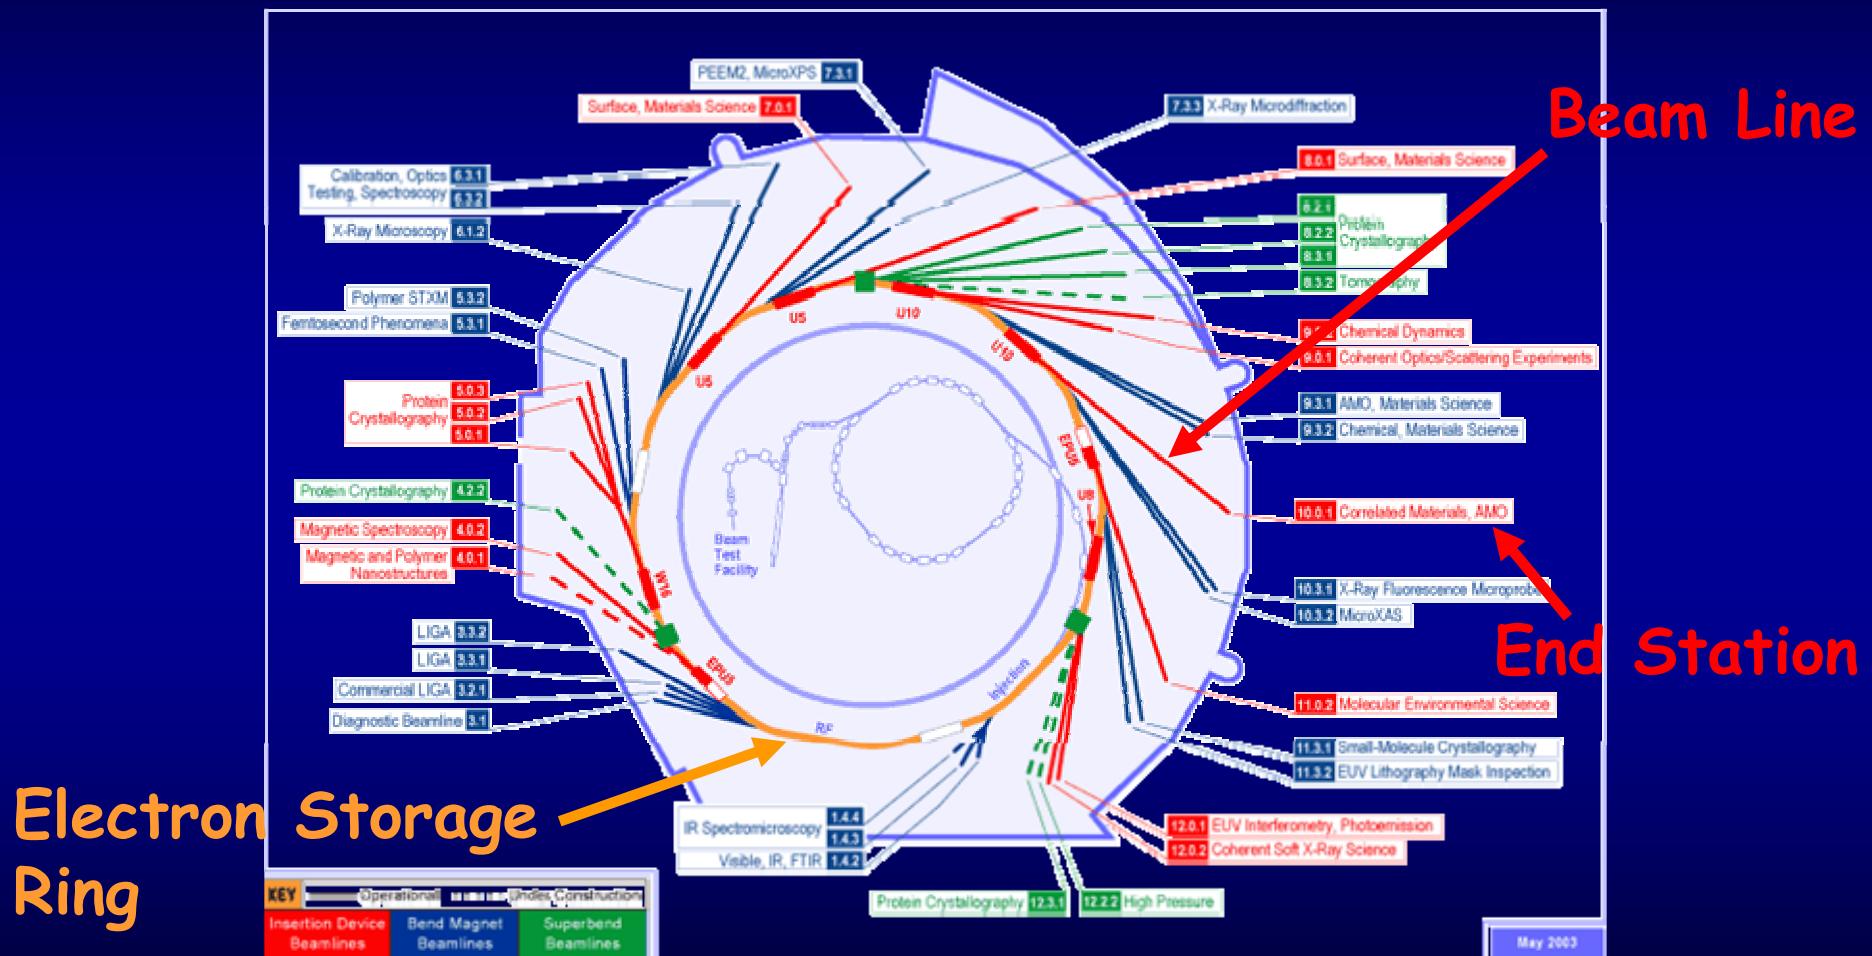 PEEM2, MicroXPS 7.3.1
Surface, Materials Science 7.0.1
7.3.3 X-Ray Microdiffraction
Beam Line
Calibration, Optics 6.3.1
Testing, Spectroscopy 6.3.2
X-Ray Microscopy 6.1.2
8.0.1 Surface, Materials Science
8.2.1
8.2.2
8.3.1
Protein
8.3.2
Polymer STXM 5.3.2
Femtosecond Phenomena 5.3.1
U5
U10
U10
U5
Chemical Dynamics
9.0.1 Coherent Optics/Scattering Experiments
Protein
Crystallography
5.0.3
5.0.2
5.0.1
9.3.1 AMO, Materials Science
9.3.2 Chemical, Materials Science
EPU5
U8
Protein Crystallography 4.2.2
Magnetic Spectroscopy 4.0.2
Magnetic and Polymer 4.0.1
Nanostructures
Beam
Test
Facility
10.0.1 Correlated Materials, AMO
W16
10.3.1 X-Ray Fluorescence Microprobe
10.3.2 MicroXAS
End Station
LIGA 3.3.2
LIGA 3.3.1
Commercial LIGA 3.2.1
Diagnostic Beamline 3.1
RF
Injection
11.0.2 Molecular Environmental Science
11.3.1 Small-Molecule Crystallography
11.3.2 EUV Lithography Mask Inspection
Electron Storage
Ring
IR Spectromicroscopy 1.4.4
1.4.3
Visible, IR, FTIR 1.4.2
12.0.1 EUV Interferometry, Photoemission
12.0.2 Coherent Soft X-Ray Science
Protein Crystallography 12.3.1
12.2.2 High Pressure
KEY Operational Under Construction
Insertion Device
Beamlines
Bend Magnet
Beamlines
Superbend
Beamlines
May 2003